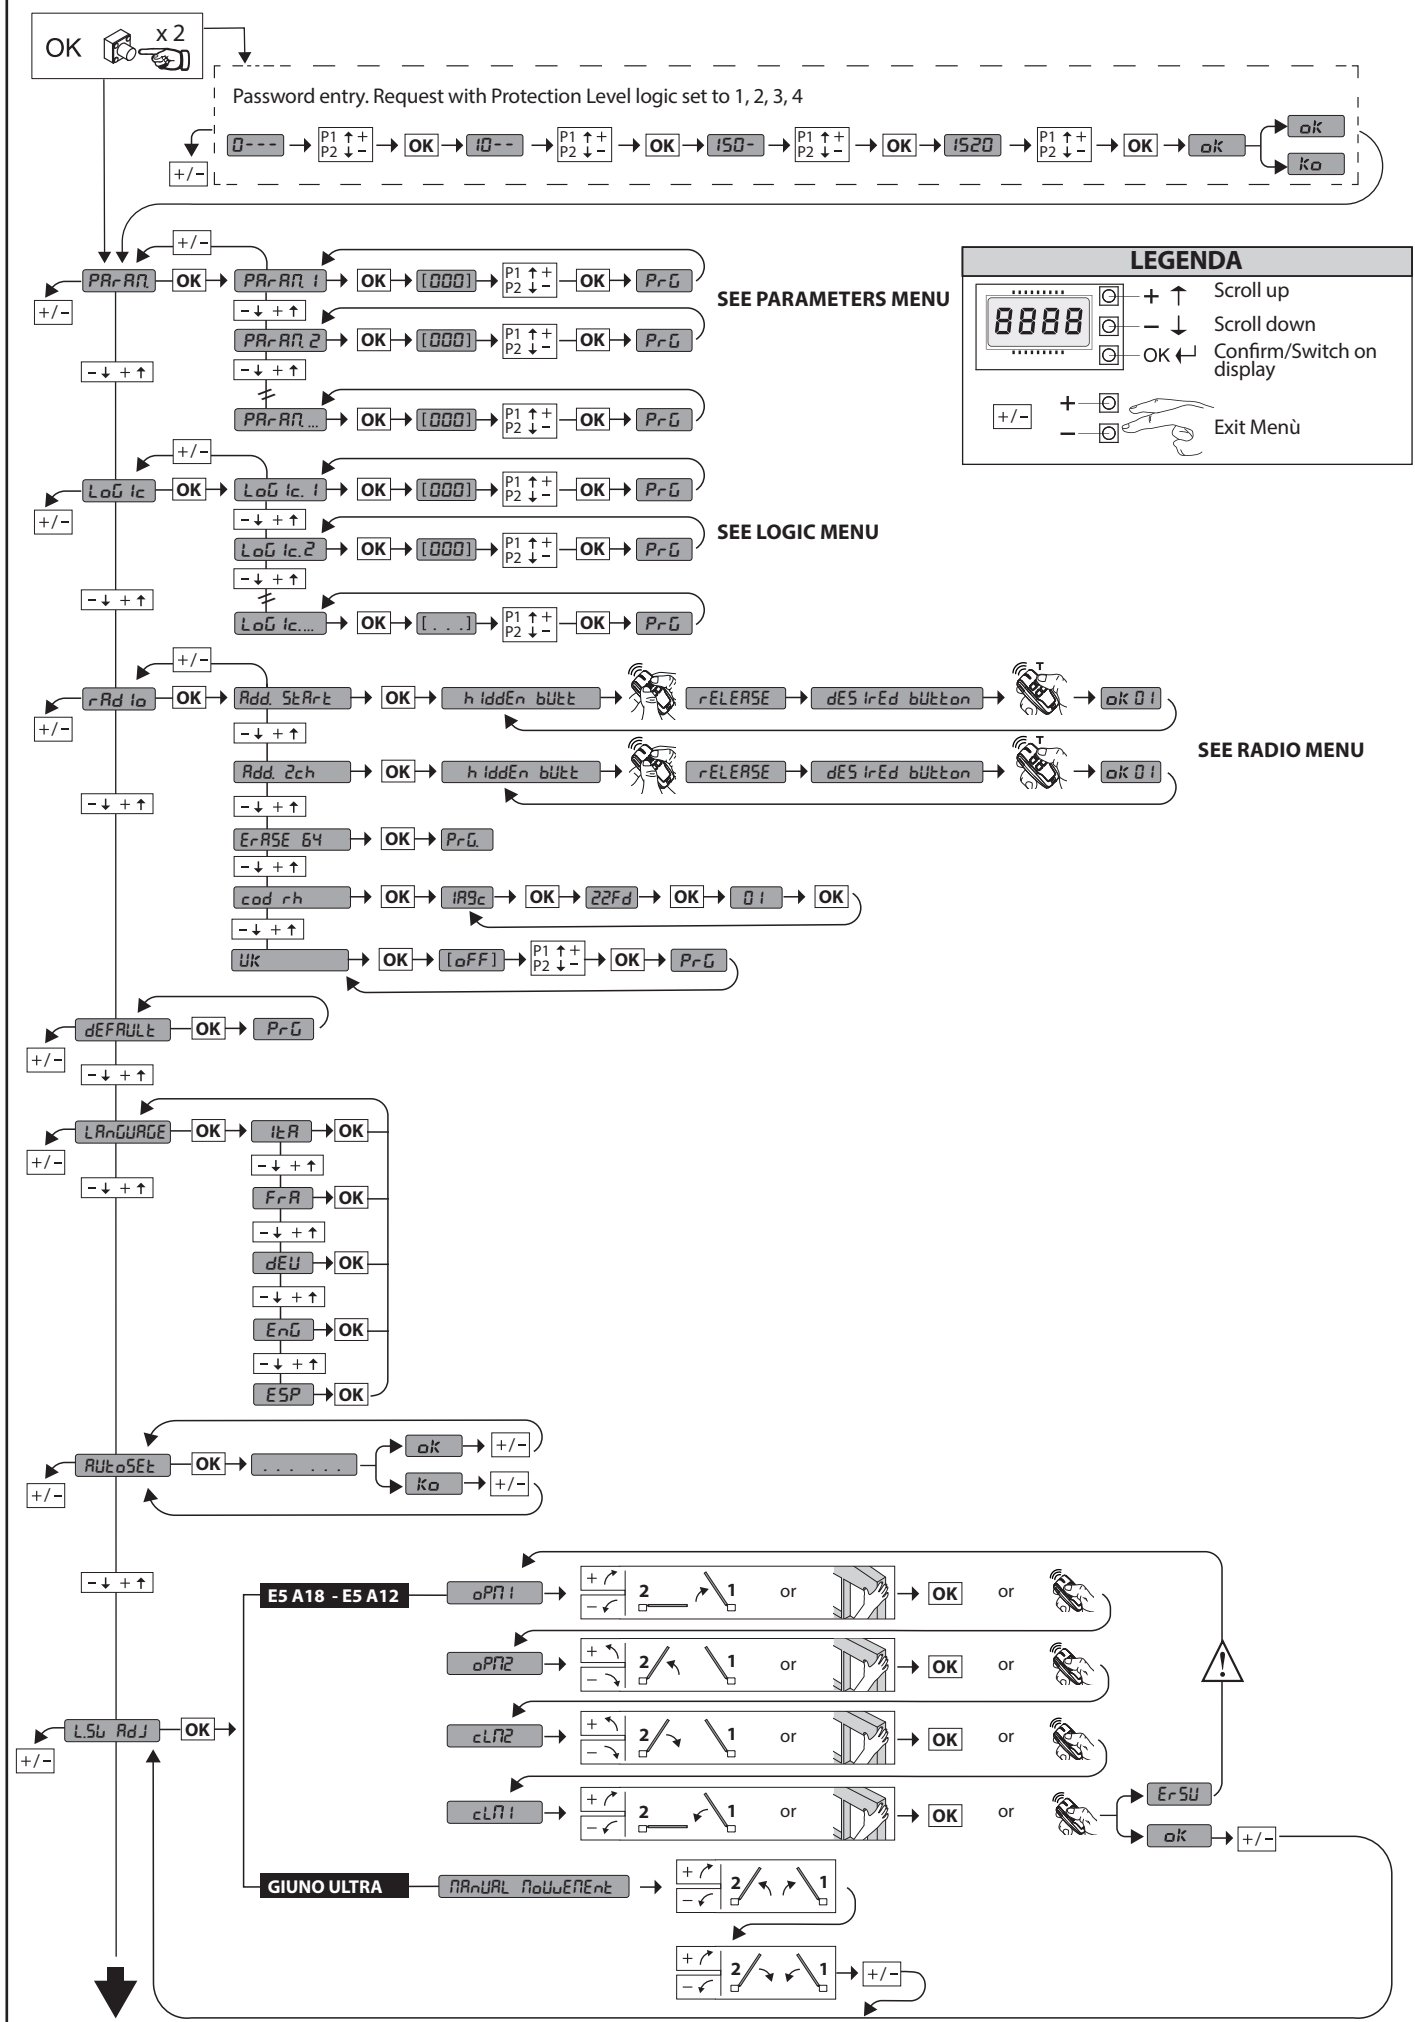 OK x 2
Password entry. Request with Protection Level logic set to 1, 2, 3, 4
0--- P1 ↑ + P2 ↓ - OK 10-- P1 ↑ + P2 ↓ - OK 150- P1 ↑ + P2 ↓ - OK 1520 P1 ↑ + P2 ↓ - OK oK oK
Ko
+/-
+/-
PArAM. OK PArAM. 1 OK [000] P1 ↑ + P2 ↓ - OK PrG
+/-
- ↓ + ↑
SEE PARAMETERS MENU
PArAM. 2 OK [000] P1 ↑ + P2 ↓ - OK PrG
- ↓ + ↑
- ↓ + ↑
PArAM. ... OK [000] P1 ↑ + P2 ↓ - OK PrG
LEGENDA
8888
+ ↑ Scroll up
- ↓ Scroll down
OK Confirm/Switch on
display
+/- + - Exit Menù
+/-
LoGIc OK LoGIc. 1 OK [000] P1 ↑ + P2 ↓ - OK PrG
+/-
- ↓ + ↑
SEE LOGIC MENU
LoGIc.2 OK [000] P1 ↑ + P2 ↓ - OK PrG
- ↓ + ↑
- ↓ + ↑
LoGIc.... OK [...] P1 ↑ + P2 ↓ - OK PrG
+/-
rAdIo OK Add. StArt OK hIddEn bUtt rELEASE dESIrEd bUtton T oK 01
+/-
- ↓ + ↑
SEE RADIO MENU
Add. 2ch OK hIddEn bUtt rELEASE dESIrEd bUtton T oK 01
- ↓ + ↑
- ↓ + ↑
ErASE 64 OK PrG.
- ↓ + ↑
cod rh OK 1A9c OK 22Fd OK 01 OK
- ↓ + ↑
UK OK [oFF] P1 ↑ + P2 ↓ - OK PrG
dEFAULt OK PrG
+/-
- ↓ + ↑
LAnGUAGE OK ItA OK
+/-
- ↓ + ↑
- ↓ + ↑
FrA OK
- ↓ + ↑
dEU OK
- ↓ + ↑
EnG OK
- ↓ + ↑
ESP OK
AUtoSEt OK ... ... oK +/-
Ko +/-
+/-
- ↓ + ↑
E5 A18 - E5 A12 oPM1 + - 2 1 or OK or
oPM2 + - 2 1 or OK or
L.SW AdJ OK
+/-
cLM2 + - 2 1 or OK or
cLM1 + - 2 1 or OK or
ErSW
oK +/-
!
GIUNO ULTRA MAnUAL MoVvEMEnt + - 2 1
+ - 2 1 +/-